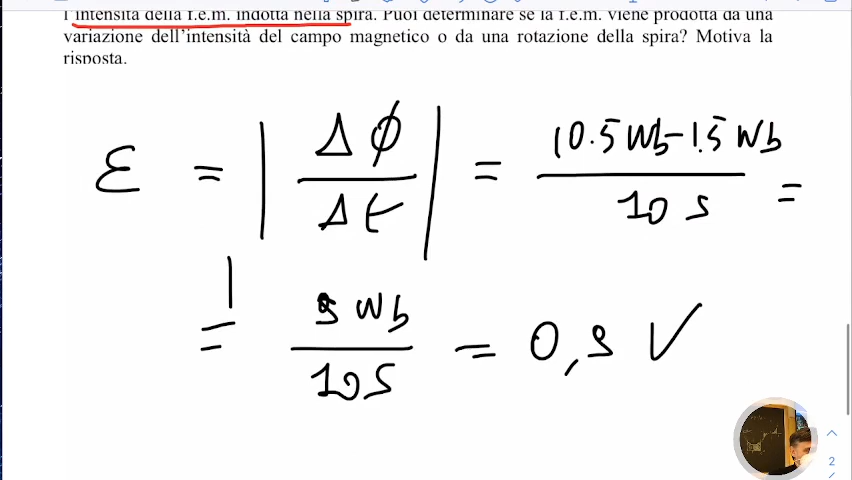 l'intensità della f.e.m. indotta nella spira. Puoi determinare se la f.e.m. viene prodotta da una
variazione dell'intensità del campo magnetico o da una rotazione della spira? Motiva la
risposta.
ε = | Δϕ / Δt | = 10.5 Wb - 1.5 Wb / 10 s =
= 9 Wb / 10 s = 0,9 V
2